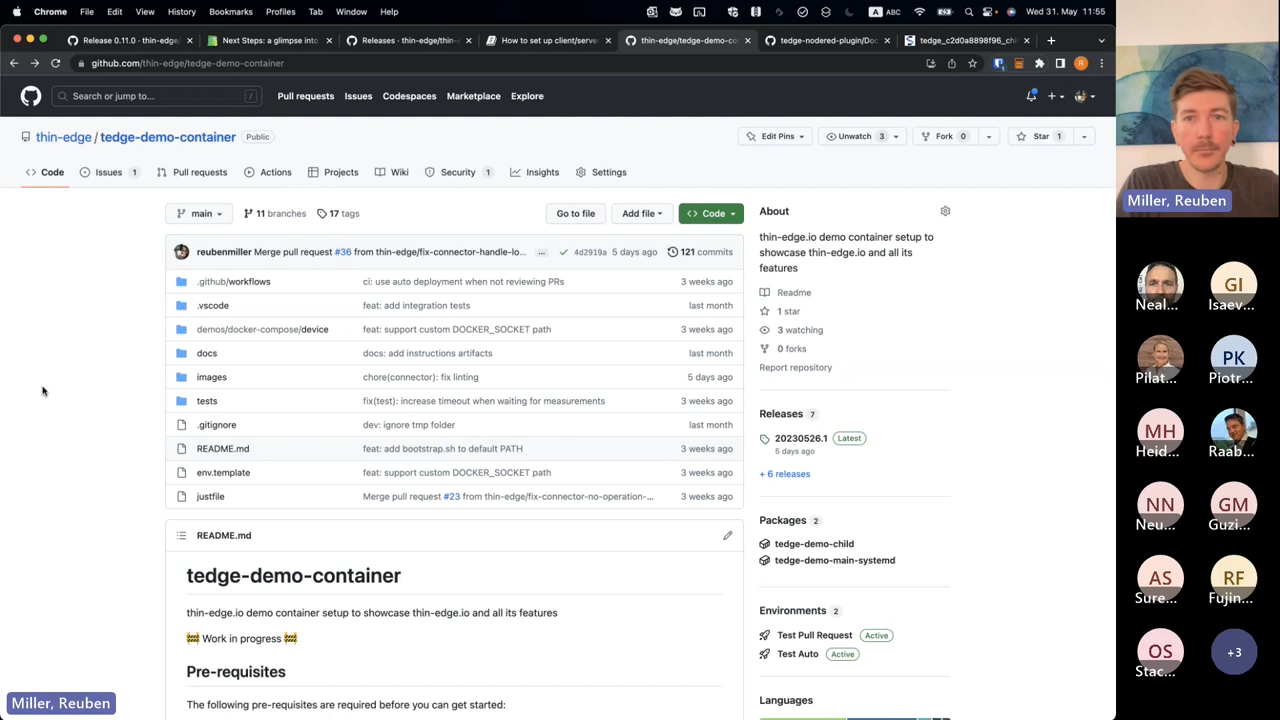 Chrome File Edit View History Bookmarks Profiles Tab Window Help A ABC Wed 31. May 11:55
Release 0.11.0 · thin-edge/ × Next Steps: a glimpse into × Releases · thin-edge/thin-e × How to set up client/server × thin-edge/tedge-demo-co × tedge-nodered-plugin/Doc × tedge_c2d0a8898f96_chi ×
github.com/thin-edge/tedge-demo-container R
Search or jump to... / Pull requests Issues Codespaces Marketplace Explore
thin-edge / tedge-demo-container Public Edit Pins Unwatch 3 Fork 0 Star 1
Code Issues 1 Pull requests Actions Projects Wiki Security 1 Insights Settings
main 11 branches 17 tags Go to file Add file Code
reubenmiller Merge pull request #36 from thin-edge/fix-connector-handle-lo... ... 4d2919a 5 days ago 121 commits
.github/workflows ci: use auto deployment when not reviewing PRs 3 weeks ago
.vscode feat: add integration tests last month
demos/docker-compose/device feat: support custom DOCKER_SOCKET path 3 weeks ago
docs docs: add instructions artifacts last month
images chore(connector): fix linting 5 days ago
tests fix(test): increase timeout when waiting for measurements 3 weeks ago
.gitignore dev: ignore tmp folder last month
README.md feat: add bootstrap.sh to default PATH 3 weeks ago
env.template feat: support custom DOCKER_SOCKET path 3 weeks ago
justfile Merge pull request #23 from thin-edge/fix-connector-no-operation-... 3 weeks ago
README.md
tedge-demo-container
thin-edge.io demo container setup to showcase thin-edge.io and all its features
🚧 Work in progress 🚧
Pre-requisites
The following pre-requisites are required before you can get started:
About
thin-edge.io demo container setup to
showcase thin-edge.io and all its
features
Readme
1 star
3 watching
0 forks
Report repository
Releases 7
20230526.1 Latest
5 days ago
+ 6 releases
Packages 2
tedge-demo-child
tedge-demo-main-systemd
Environments 2
Test Pull Request Active
Test Auto Active
Languages
Miller, Reuben
Miller, Reuben
GI
Neal... Isaev...
PK
Pilat... Piotr...
MH
Heid... Raab...
NN GM
Neu... Guzi...
AS RF
Sure... Fujin...
OS +3
Stac...